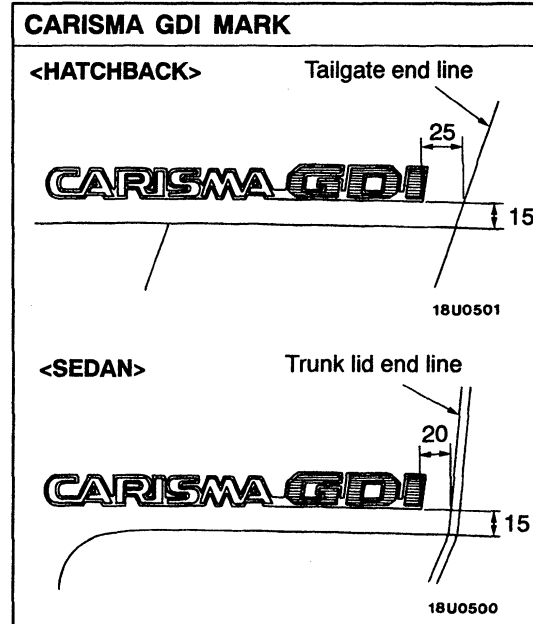 CARISMA GDI MARK
<HATCHBACK>
Tailgate end line
25
CARISMA GDI
15
18U0501
<SEDAN>
Trunk lid end line
20
CARISMA GDI
15
18U0500